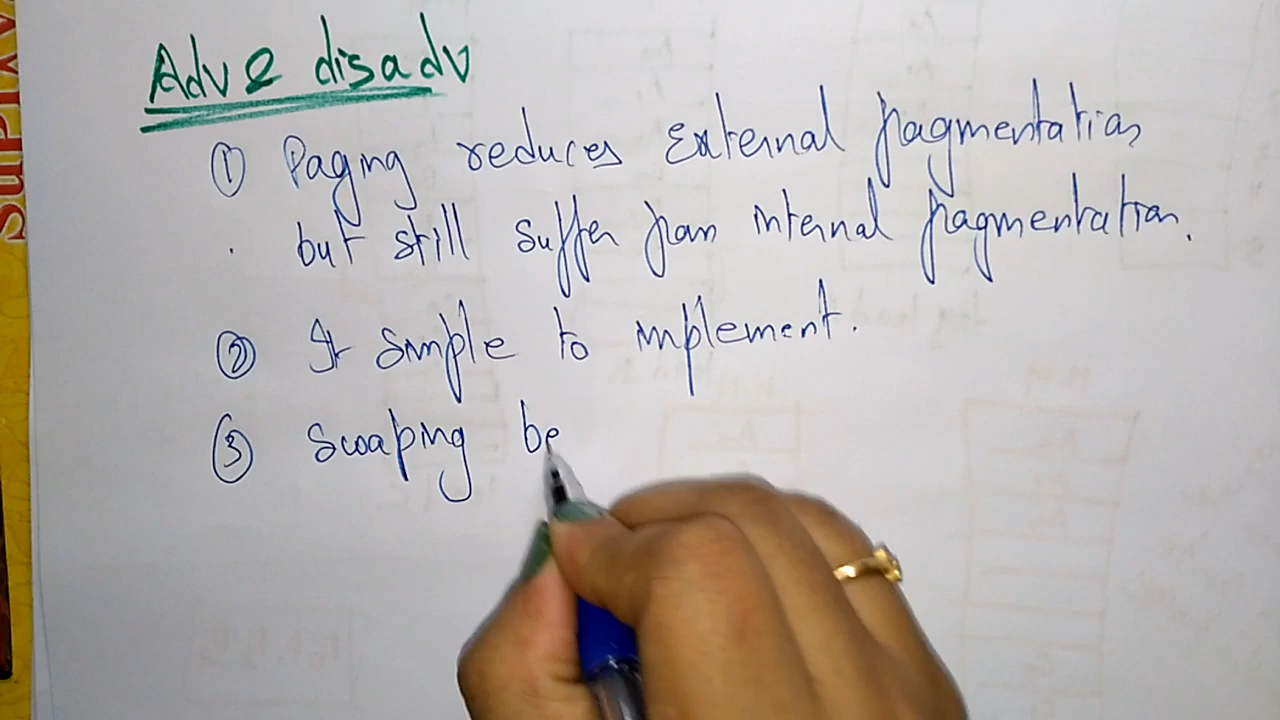 Adv & disadv
① Paging reduces External fragmentation
but still suffer from internal fragmentation.
② It simple to implement.
③ Swaping be